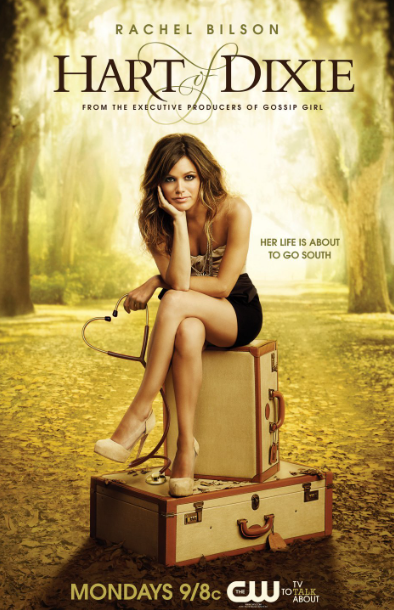 RACHEL BILSON
HART of DIXIE
FROM THE EXECUTIVE PRODUCERS OF GOSSIP GIRL
HER LIFE IS ABOUT
TO GO SOUTH
MONDAYS 9/8c THE CW TV TO TALK ABOUT